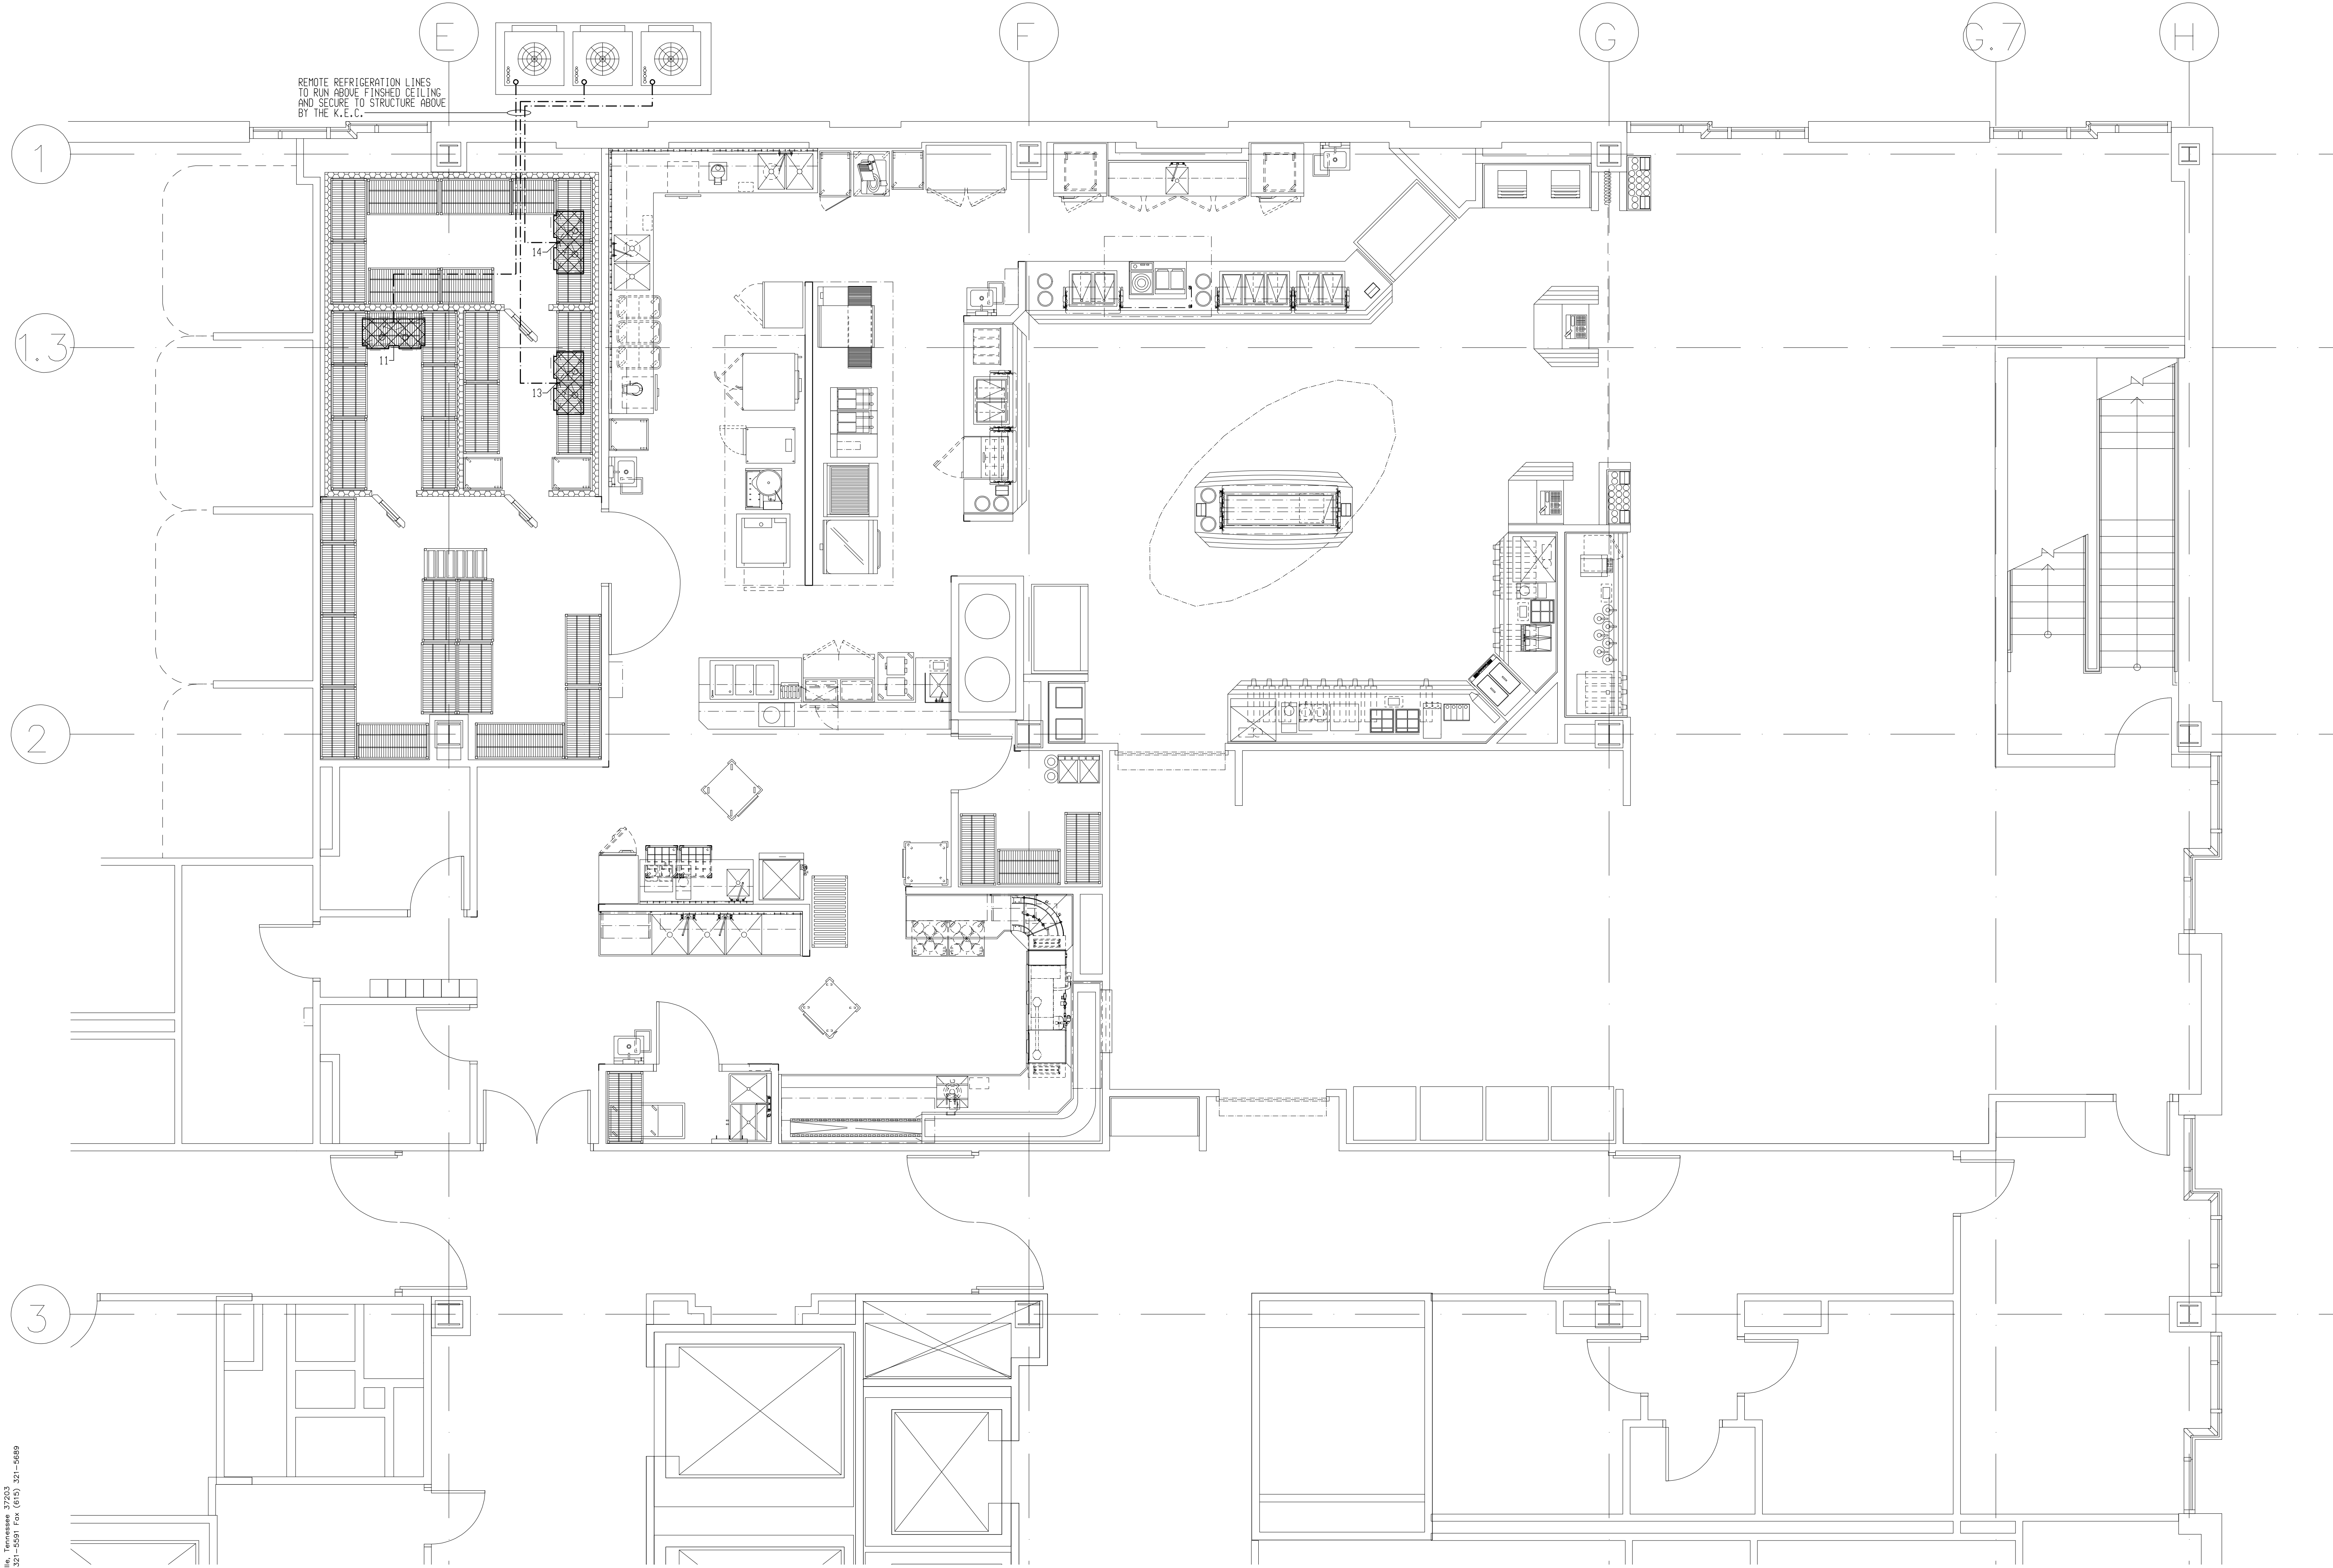 E
F
G
G.7
H
REMOTE REFRIGERATION LINES
TO RUN ABOVE FINSHED CEILING
AND SECURE TO STRUCTURE ABOVE
BY THE K.E.C.
1
14
1.3
11
13
2
3
lle, Tennessee 37203
321-5591 Fax (615) 321-5689